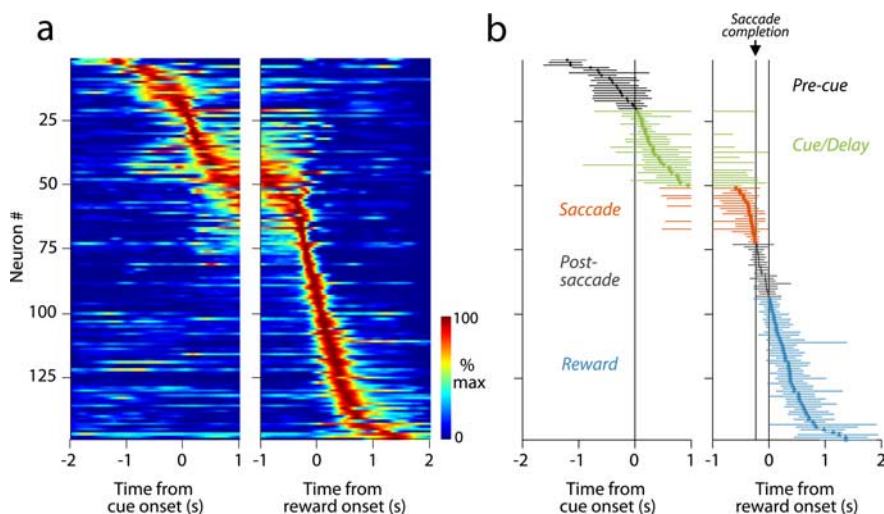 a
b
Saccade
completion
Pre-cue
Cue/Delay
Saccade
Post-
saccade
Reward
Neuron #
25
50
75
100
125
100
%
max
0
-2 -1 0 1
-1 0 1 2
-2 -1 0 1
-1 0 1 2
Time from
cue onset (s)
Time from
reward onset (s)
Time from
cue onset (s)
Time from
reward onset (s)